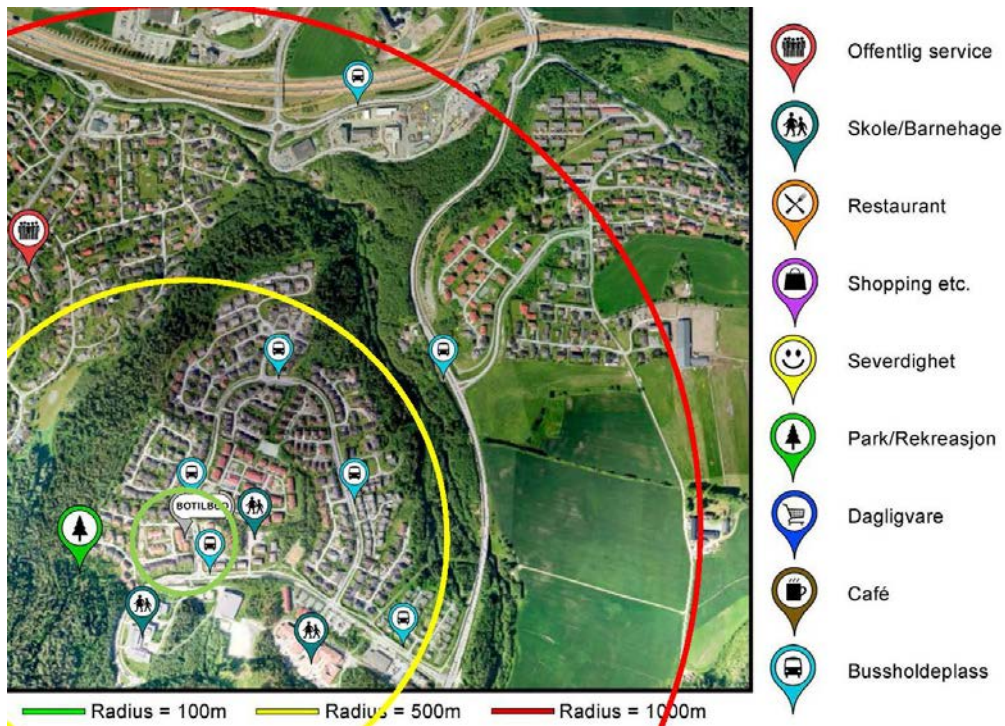 BOTILBUD
Offentlig service
Skole/Barnehage
Restaurant
Shopping etc.
Severdighet
Park/Rekreasjon
Dagligvare
Café
Bussholdeplass
Radius = 100m
Radius = 500m
Radius = 1000m